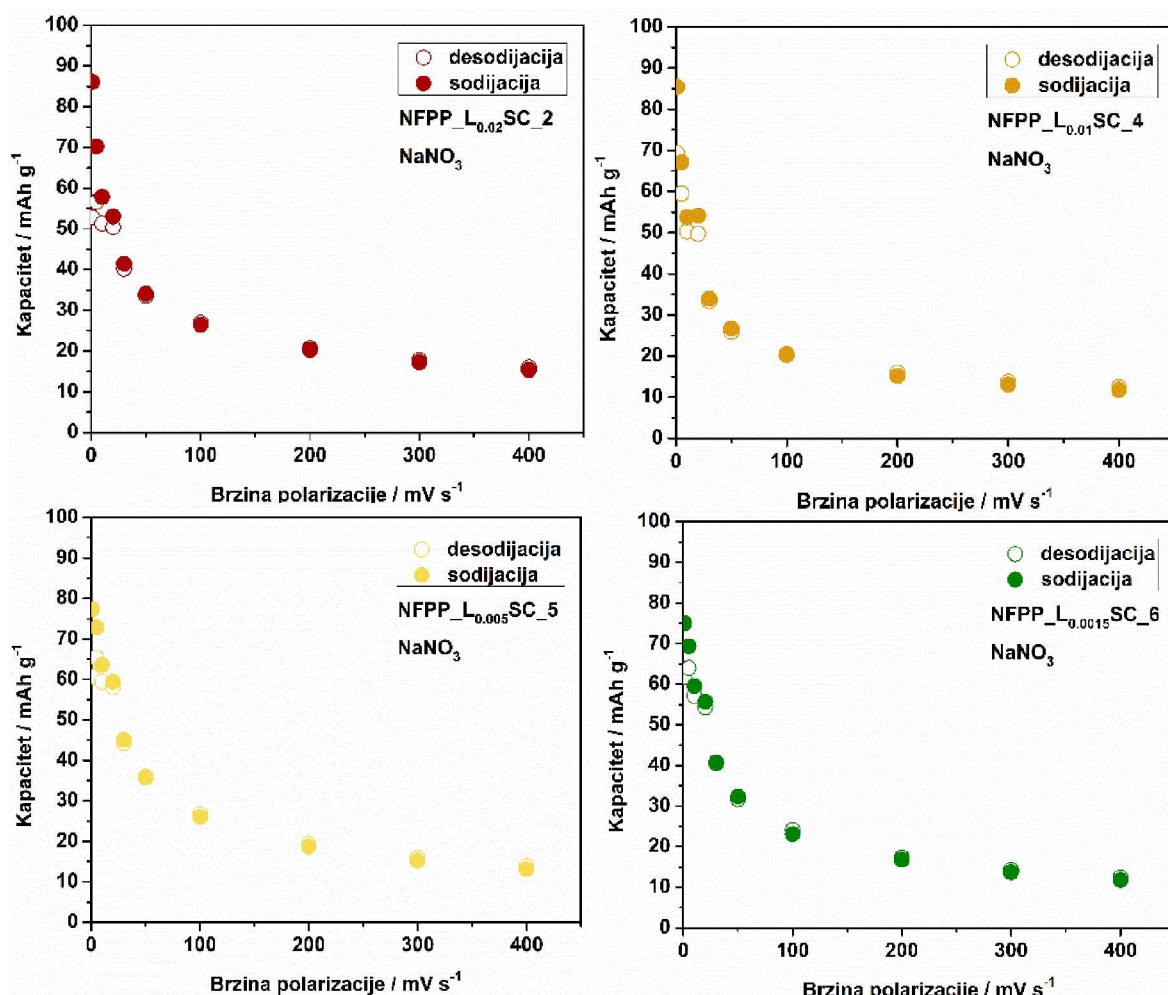 100
90
80
70
60
50
40
30
20
10
0
Kapacitet / mAh g⁻¹
desodijacija
sodijacija
NFPP_L₀.₀₂SC_2
NaNO₃
0 100 200 300 400
Brzina polarizacije / mV s⁻¹
100
90
80
70
60
50
40
30
20
10
0
Kapacitet / mAh g⁻¹
desodijacija
sodijacija
NFPP_L₀.₀₁SC_4
NaNO₃
0 100 200 300 400
Brzina polarizacije / mV s⁻¹
100
90
80
70
60
50
40
30
20
10
0
Kapacitet / mAh g⁻¹
desodijacija
sodijacija
NFPP_L₀.₀₀₅SC_5
NaNO₃
0 100 200 300 400
Brzina polarizacije / mV s⁻¹
100
90
80
70
60
50
40
30
20
10
0
Kapacitet / mAh g⁻¹
desodijacija
sodijacija
NFPP_L₀.₀₀₁₅SC_6
NaNO₃
0 100 200 300 400
Brzina polarizacije / mV s⁻¹